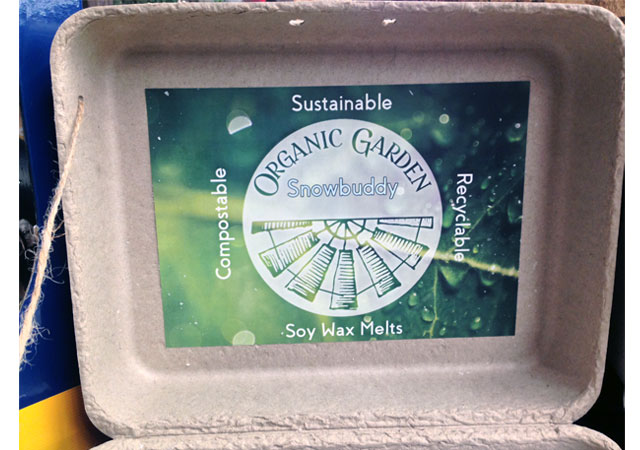 Sustainable
ORGANIC GARDEN
Snowbuddy
Compostable
Recyclable
Soy Wax Melts